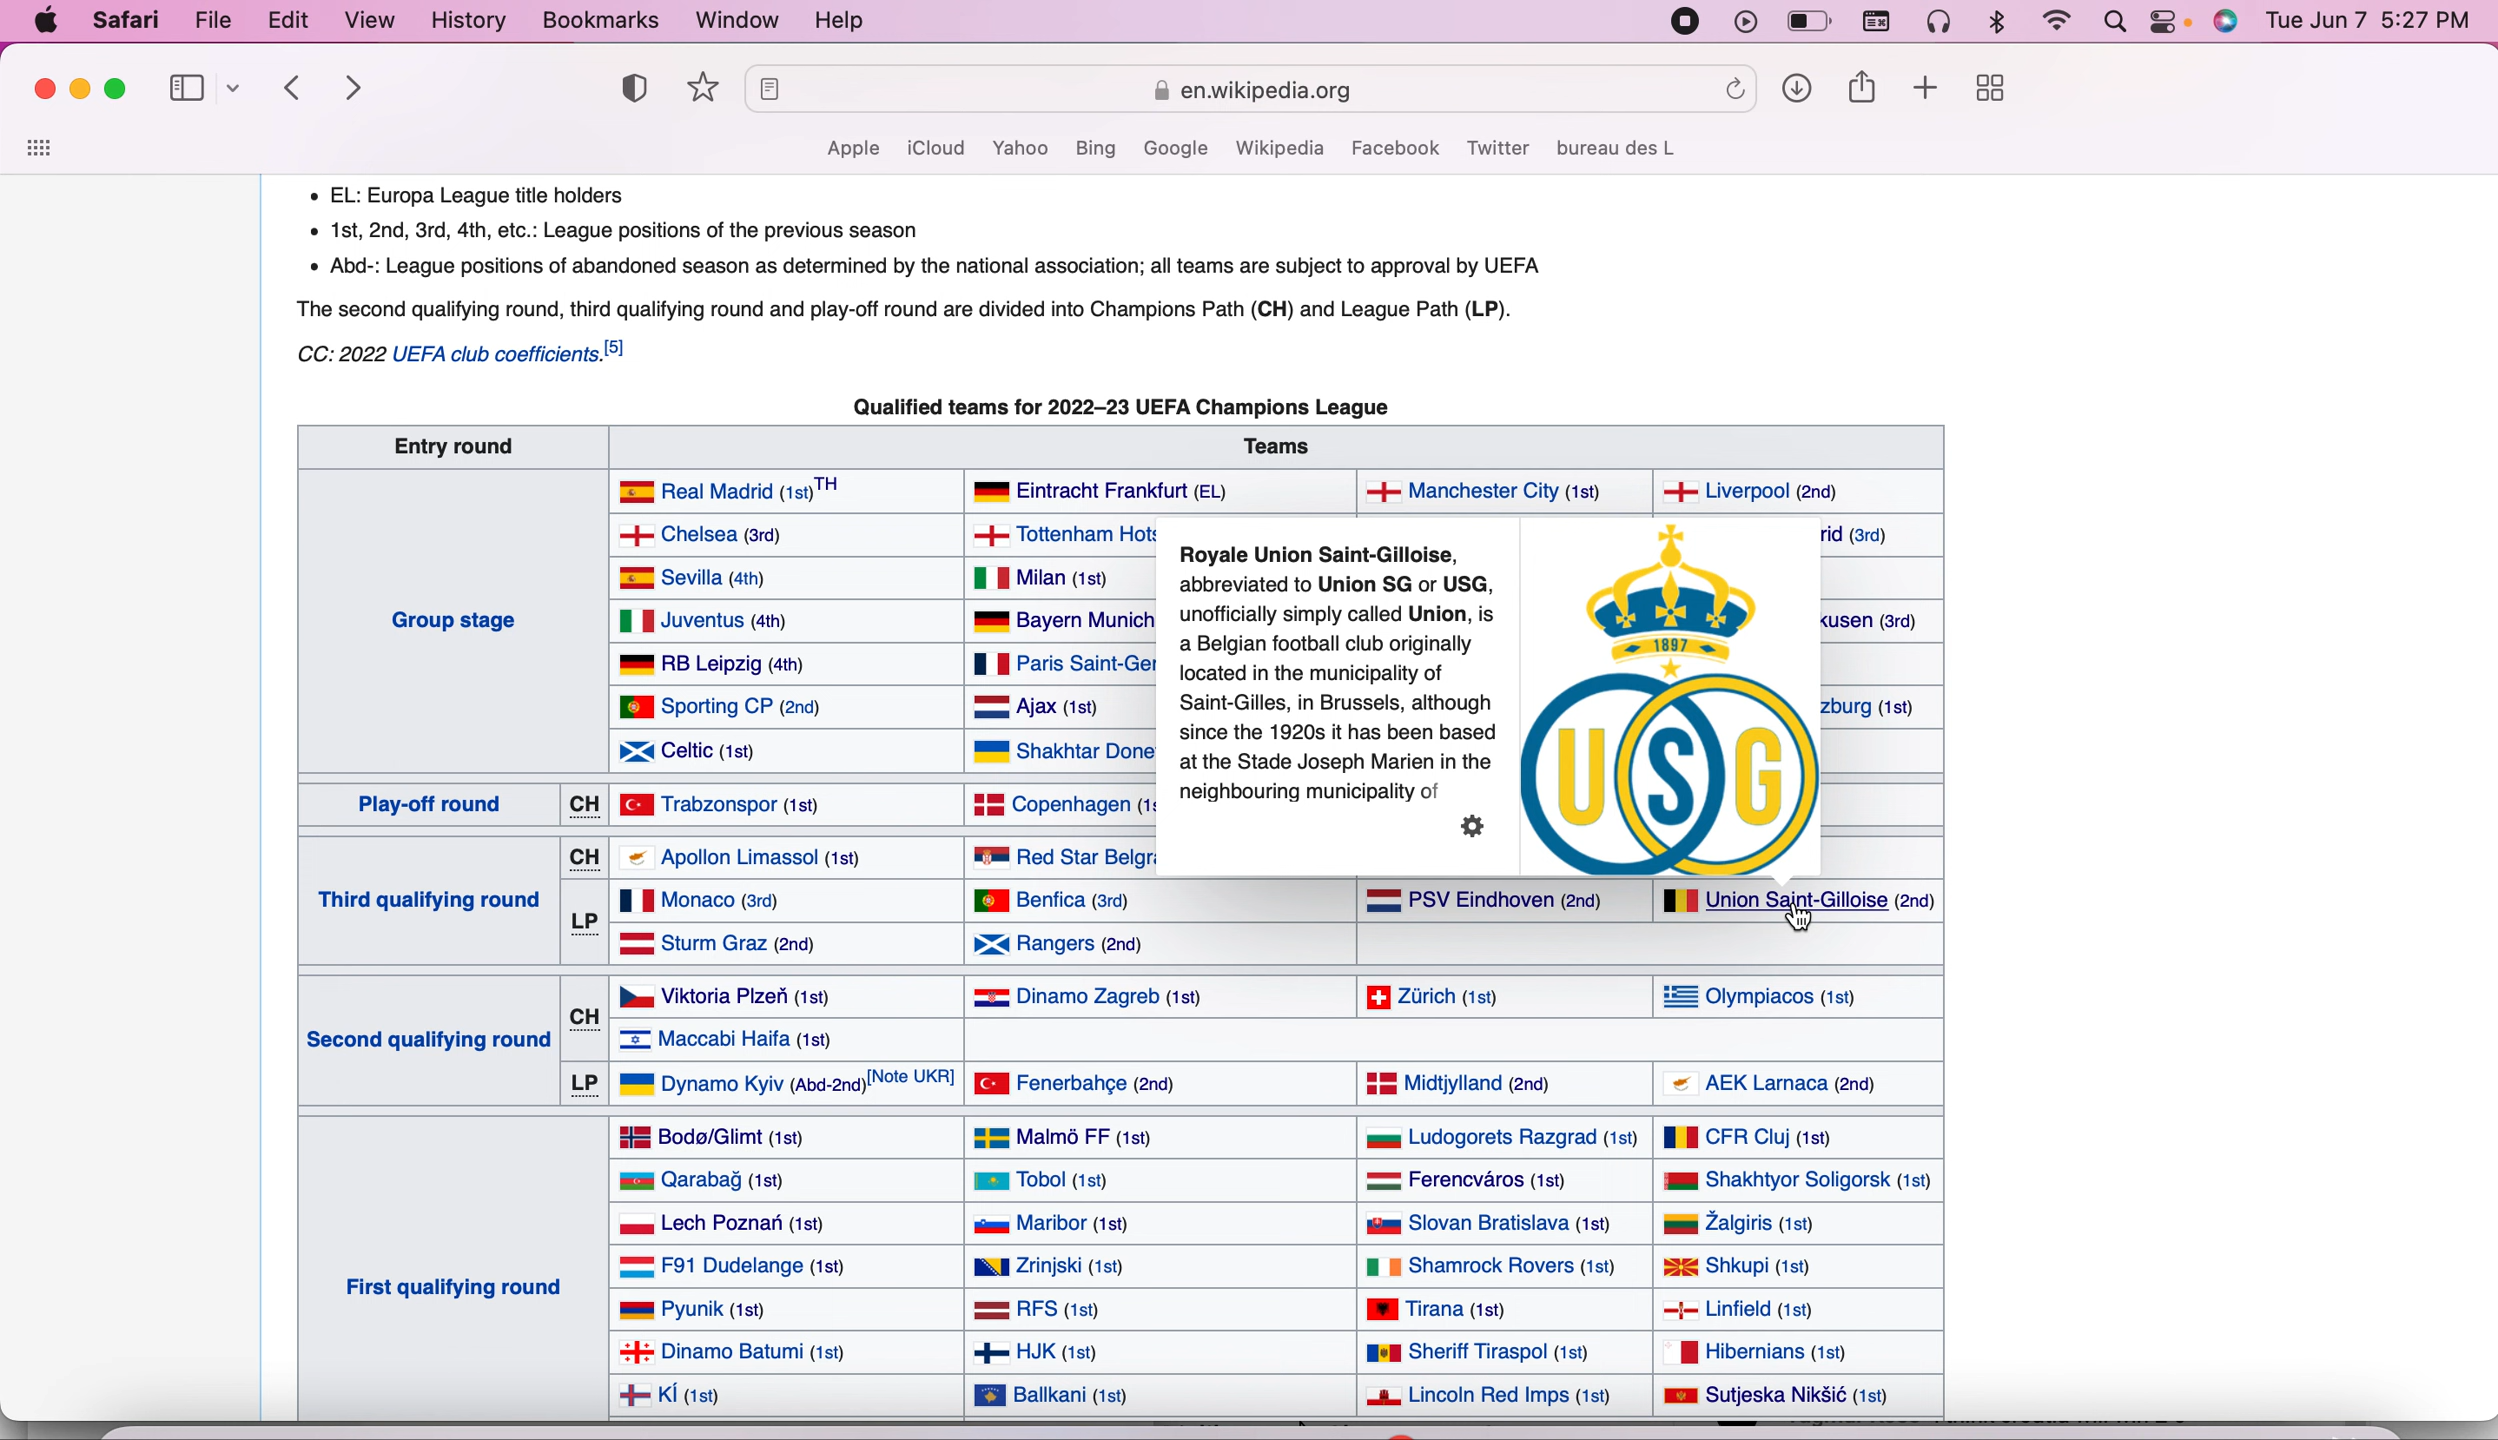 Safari File Edit View History Bookmarks Window Help Tue Jun 7 5:27 PM
en.wikipedia.org
Apple iCloud Yahoo Bing Google Wikipedia Facebook Twitter bureau des L
• EL: Europa League title holders
• 1st, 2nd, 3rd, 4th, etc.: League positions of the previous season
• Abd-: League positions of abandoned season as determined by the national association; all teams are subject to approval by UEFA
The second qualifying round, third qualifying round and play-off round are divided into Champions Path (CH) and League Path (LP).
CC: 2022 UEFA club coefficients.[5]
Qualified teams for 2022–23 UEFA Champions League
Entry round Teams
Group stage
Real Madrid (1st)TH Eintracht Frankfurt (EL) Manchester City (1st) Liverpool (2nd)
Chelsea (3rd) Tottenham Hots rid (3rd)
Sevilla (4th) Milan (1st)
Juventus (4th) Bayern Munich kusen (3rd)
RB Leipzig (4th) Paris Saint-Ger
Sporting CP (2nd) Ajax (1st) zburg (1st)
Celtic (1st) Shakhtar Done
Royale Union Saint-Gilloise,
abbreviated to Union SG or USG,
unofficially simply called Union, is
a Belgian football club originally
located in the municipality of
Saint-Gilles, in Brussels, although
since the 1920s it has been based
at the Stade Joseph Marien in the
neighbouring municipality of
1897
USG
Play-off round CH Trabzonspor (1st) Copenhagen (1s
Third qualifying round
CH Apollon Limassol (1st) Red Star Belgra
LP Monaco (3rd) Benfica (3rd) PSV Eindhoven (2nd) Union Saint-Gilloise (2nd)
Sturm Graz (2nd) Rangers (2nd)
Second qualifying round
CH Viktoria Plzeň (1st) Dinamo Zagreb (1st) Zürich (1st) Olympiacos (1st)
Maccabi Haifa (1st)
LP Dynamo Kyiv (Abd-2nd)[Note UKR] Fenerbahçe (2nd) Midtjylland (2nd) AEK Larnaca (2nd)
First qualifying round
Bodø/Glimt (1st) Malmö FF (1st) Ludogorets Razgrad (1st) CFR Cluj (1st)
Qarabağ (1st) Tobol (1st) Ferencváros (1st) Shakhtyor Soligorsk (1st)
Lech Poznań (1st) Maribor (1st) Slovan Bratislava (1st) Žalgiris (1st)
F91 Dudelange (1st) Zrinjski (1st) Shamrock Rovers (1st) Shkupi (1st)
Pyunik (1st) RFS (1st) Tirana (1st) Linfield (1st)
Dinamo Batumi (1st) HJK (1st) Sheriff Tiraspol (1st) Hibernians (1st)
KÍ (1st) Ballkani (1st) Lincoln Red Imps (1st) Sutjeska Nikšić (1st)